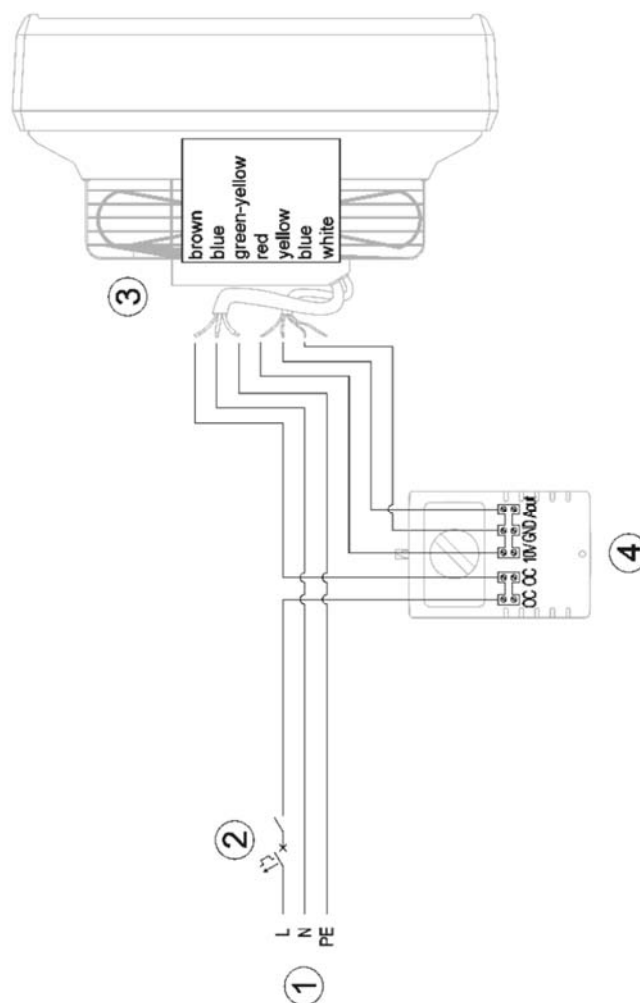 brown
blue
green-yellow
red
yellow
blue
white
3
2
1
L
N
PE
OC OC 10V GND Aout
4